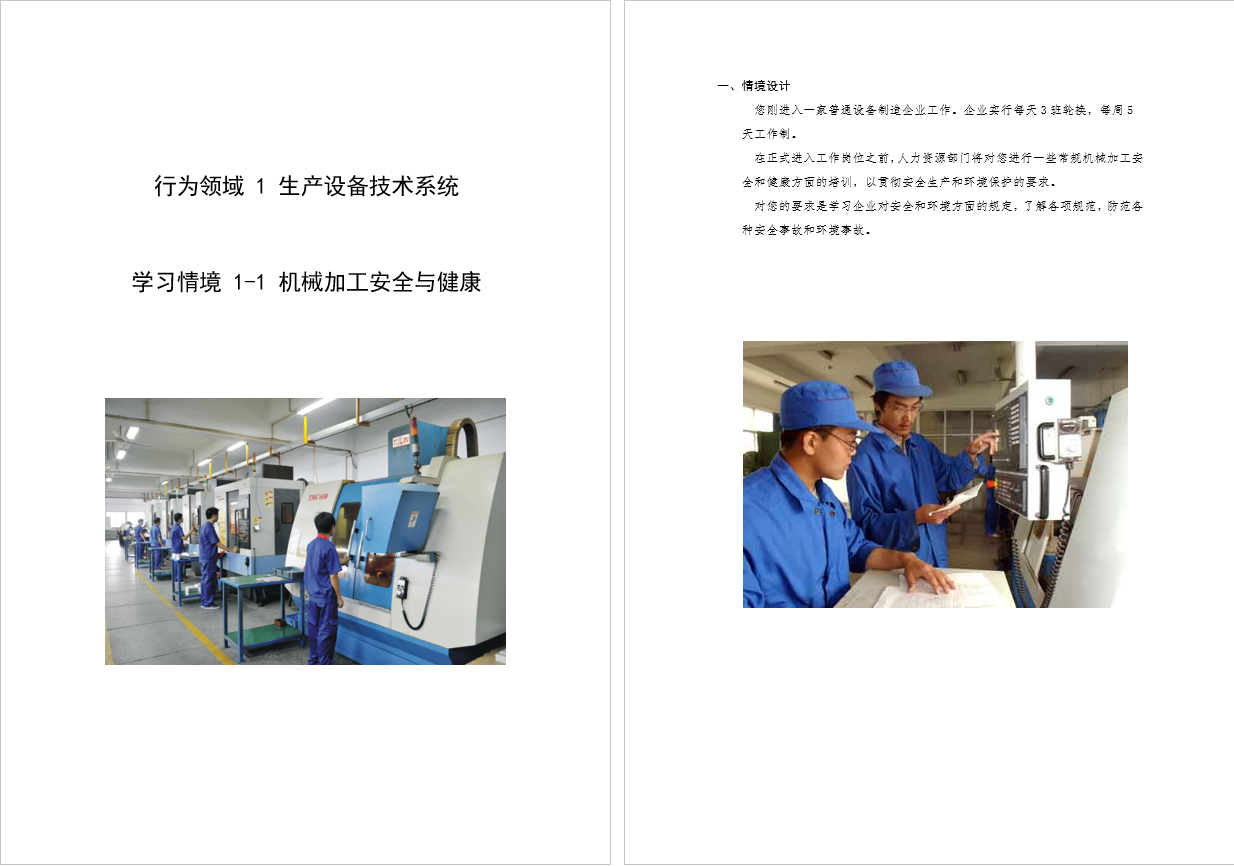 行为领域 1 生产设备技术系统
学习情境 1-1 机械加工安全与健康
一、情境设计
您刚进入一家普通设备制造企业工作。企业实行每天3班轮换，每周5
天工作制。
在正式进入工作岗位之前，人力资源部门将对您进行一些常规机械加工安
全和健康方面的培训，以贯彻安全生产和环境保护的要求。
对您的要求是学习企业对安全和环境方面的规定，了解各项规范，防范各
种安全事故和环境事故。